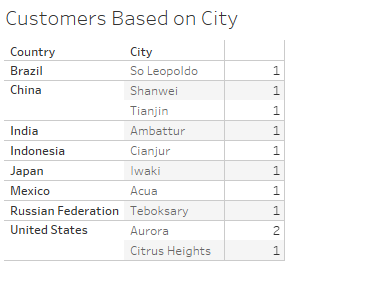 Customers Based on City
Country City
Brazil So Leopoldo 1
China Shanwei 1
Tianjin 1
India Ambattur 1
Indonesia Cianjur 1
Japan Iwaki 1
Mexico Acua 1
Russian Federation Teboksary 1
United States Aurora 2
Citrus Heights 1